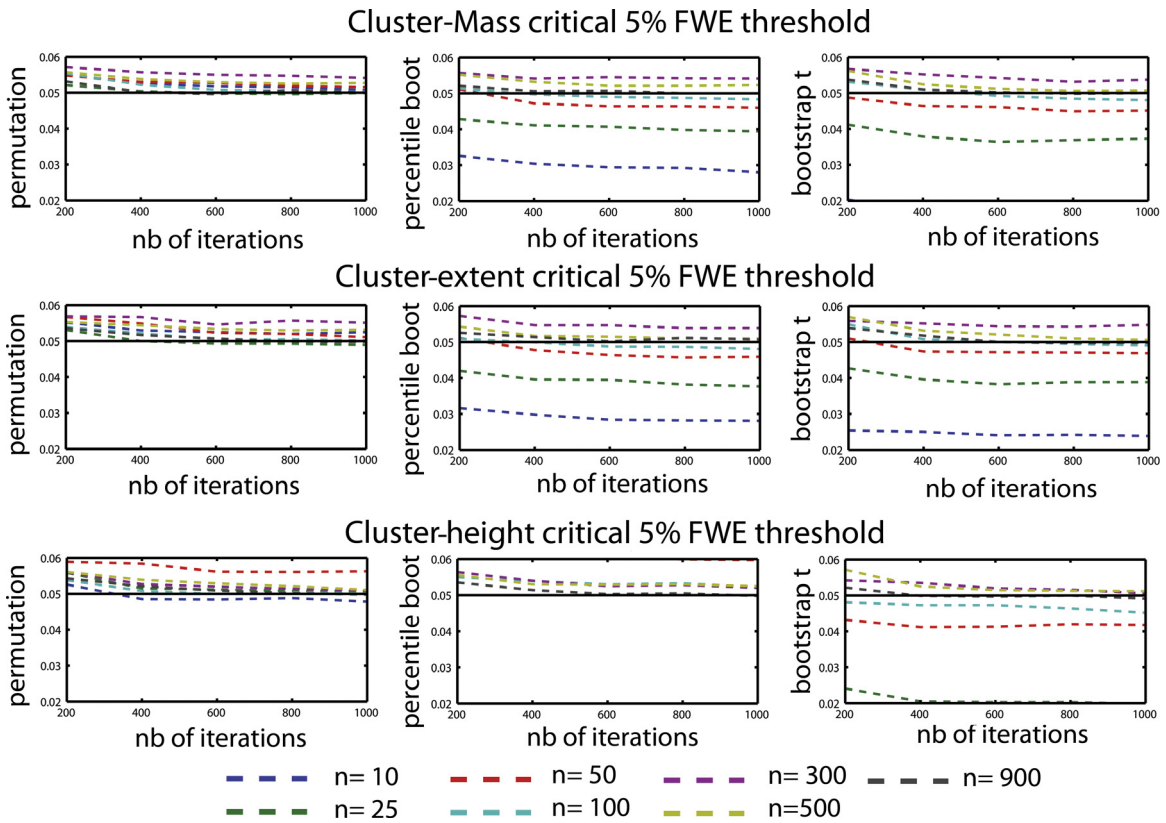 Cluster-Mass critical 5% FWE threshold
permutation
0.06
0.05
0.03
0.02
200 400 600 800 1000
nb of iterations
percentile boot
0.06
0.05
0.04
0.03
0.02
200 400 600 800 1000
nb of iterations
bootstrap t
0.06
0.05
0.04
0.03
0.02
200 400 600 800 1000
nb of iterations
Cluster-extent critical 5% FWE threshold
permutation
0.06
0.05
0.03
0.02
200 400 600 800 1000
nb of iterations
percentile boot
0.06
0.05
0.04
0.03
0.02
200 400 600 800 1000
nb of iterations
bootstrap t
0.06
0.05
0.04
0.03
0.02
200 400 600 800 1000
nb of iterations
Cluster-height critical 5% FWE threshold
permutation
0.06
0.05
0.03
0.02
200 400 600 800 1000
nb of iterations
percentile boot
0.06
0.05
0.04
0.03
0.02
200 400 600 800 1000
nb of iterations
bootstrap t
0.06
0.05
0.04
0.03
0.02
200 400 600 800 1000
nb of iterations
n= 10 n= 50 n= 300 n= 900
n= 25 n= 100 n=500